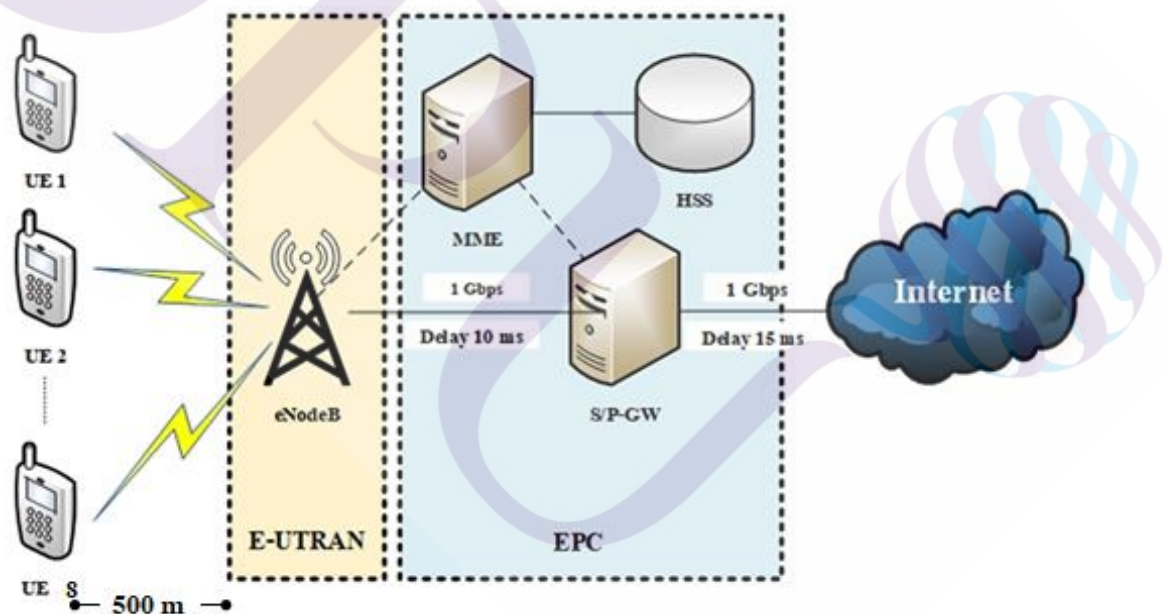 UE 1
UE 2
UE 8
500 m
eNodeB
E-UTRAN
MME
HSS
1 Gbps
Delay 10 ms
S/P-GW
1 Gbps
Delay 15 ms
EPC
Internet